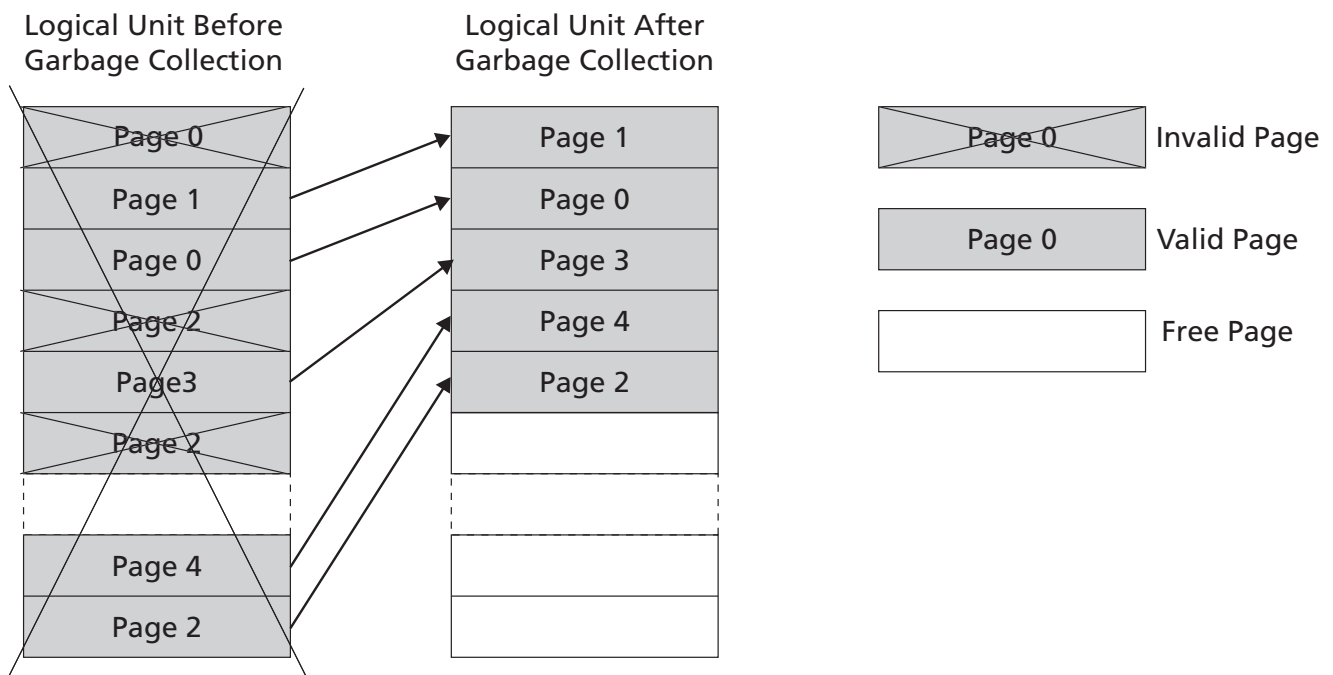 Logical Unit Before
Garbage Collection
Logical Unit After
Garbage Collection
Page 0
Page 1
Page 0
Page 2
Page3
Page 2
Page 4
Page 2
Page 1
Page 0
Page 3
Page 4
Page 2
Page 0 Invalid Page
Page 0 Valid Page
Free Page